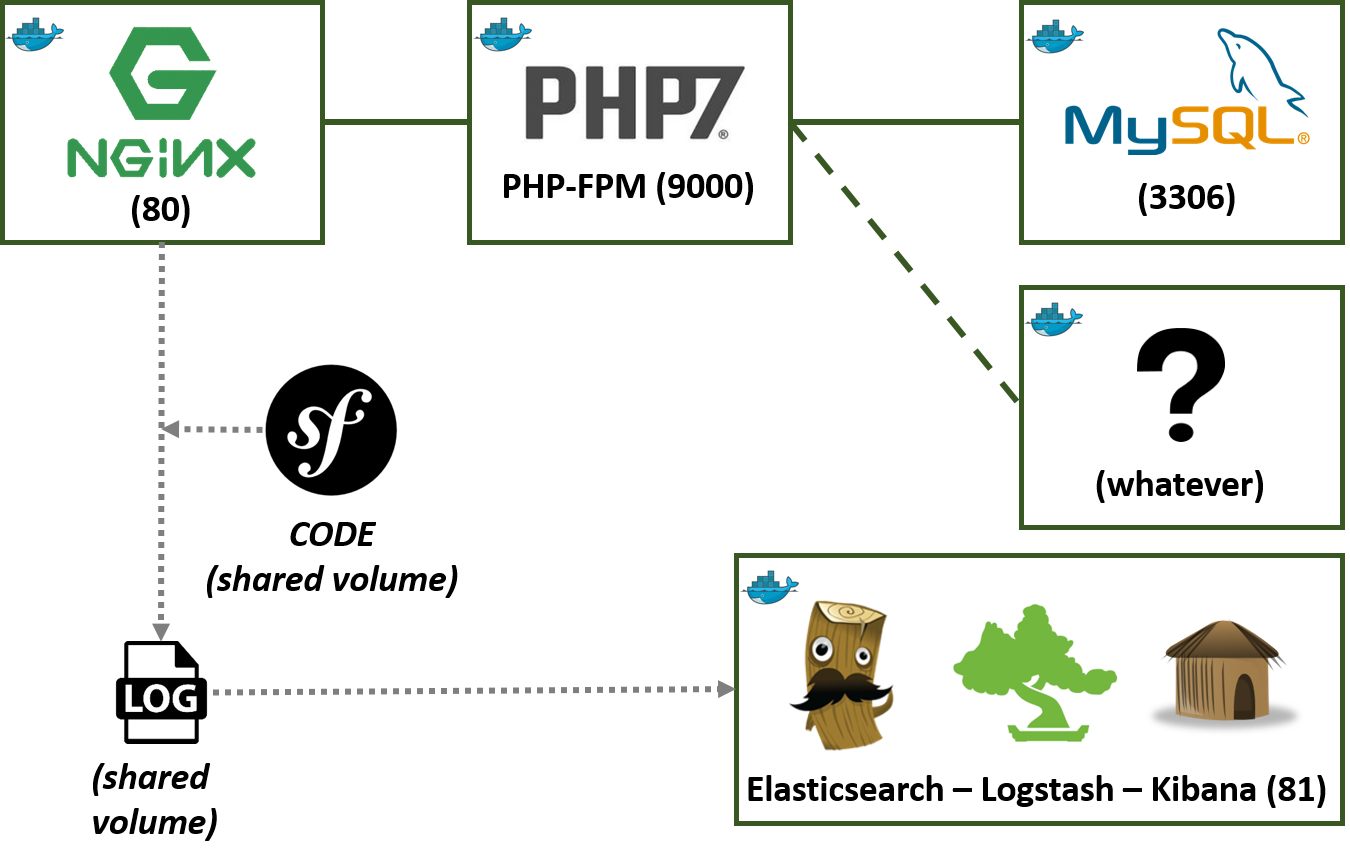 NGiNX
(80)
PHP7®
PHP-FPM (9000)
MySQL®
(3306)
?
(whatever)
sf
CODE
(shared volume)
LOG
(shared
volume)
Elasticsearch – Logstash – Kibana (81)